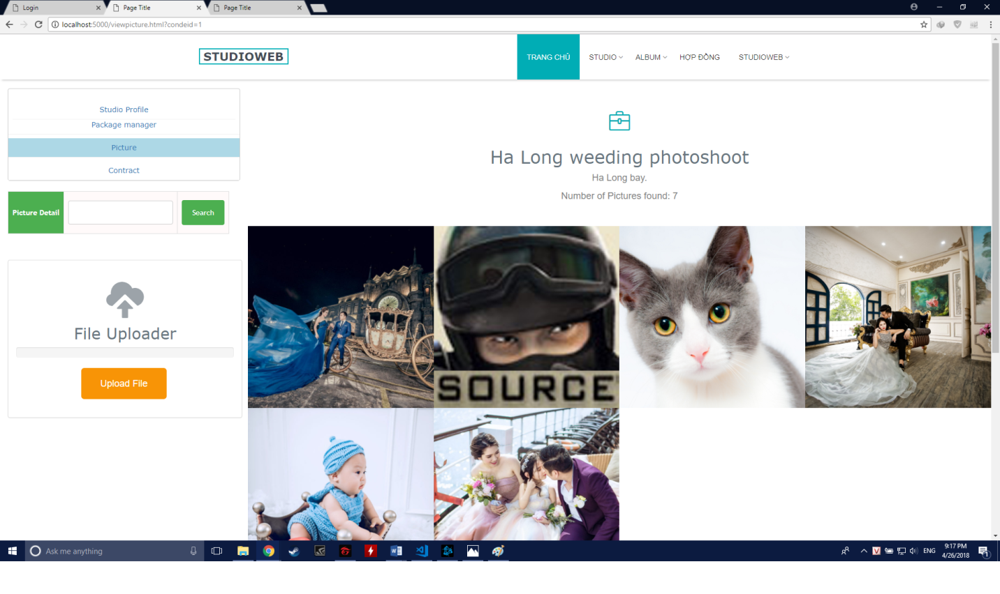 Login
Page Title
Page Title
localhost:5000/viewpicture.html?condeid=1
STUDIOWEB
TRANG CHỦ
STUDIO
ALBUM
HỢP ĐỒNG
STUDIOWEB
Studio Profile
Package manager
Picture
Contract
Picture Detail
Search
File Uploader
Upload File
Ha Long weeding photoshoot
Ha Long bay.
Number of Pictures found: 7
SOURCE
Ask me anything
V
ENG
9:17 PM
4/26/2018
1